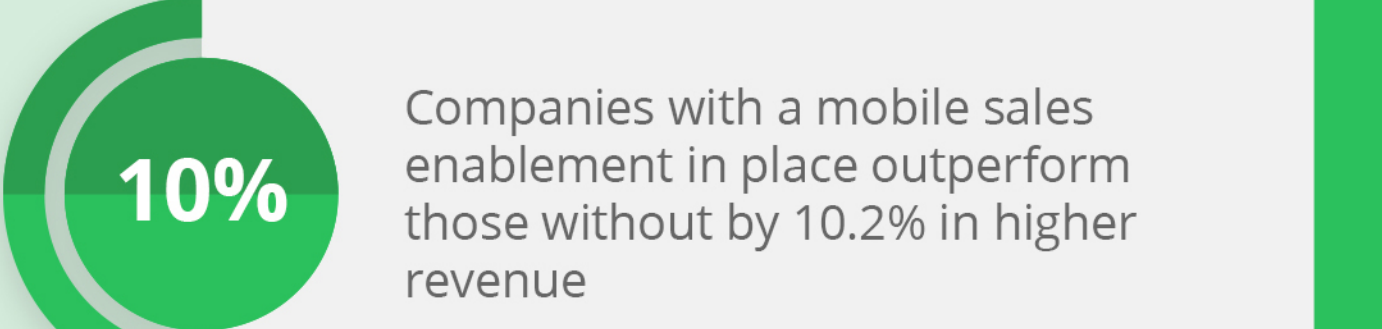 10%
Companies with a mobile sales
enablement in place outperform
those without by 10.2% in higher
revenue